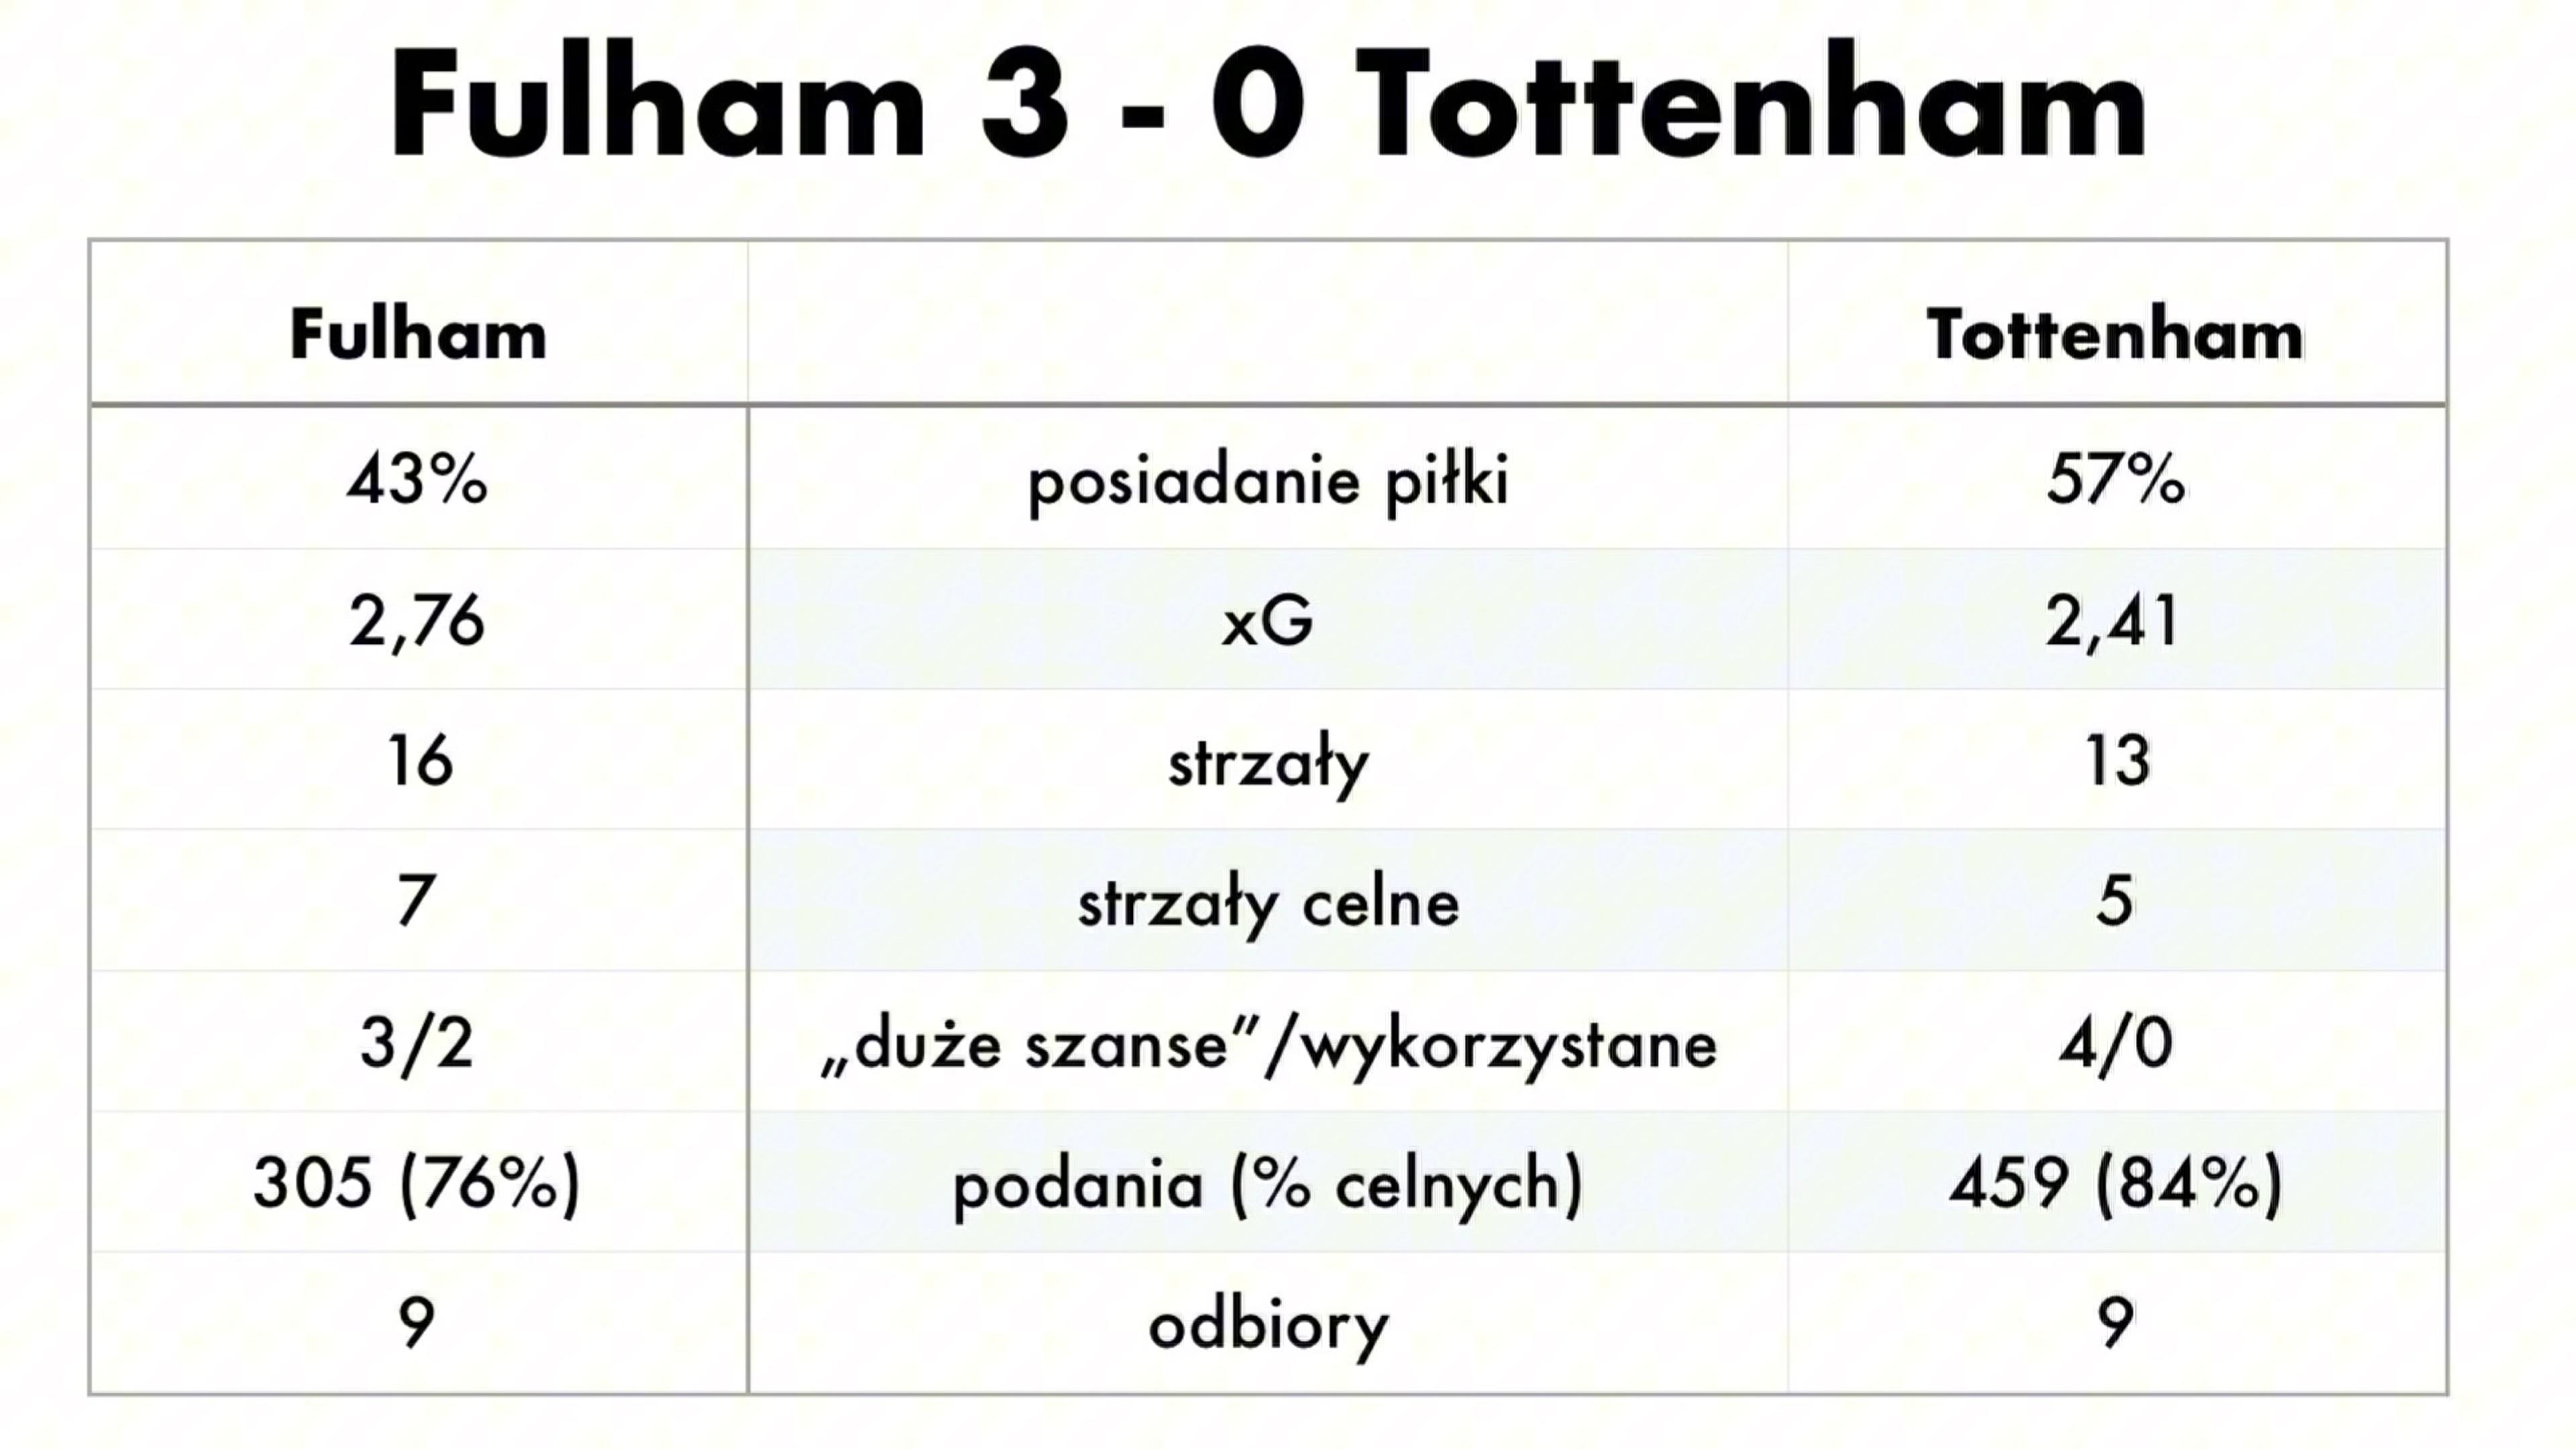 Fulham 3 - 0 Tottenham
Fulham Tottenham
43% posiadanie piłki 57%
2,76 xG 2,41
16 strzały 13
7 strzały celne 5
3/2 „duże szanse”/wykorzystane 4/0
305 (76%) podania (% celnych) 459 (84%)
9 odbiory 9